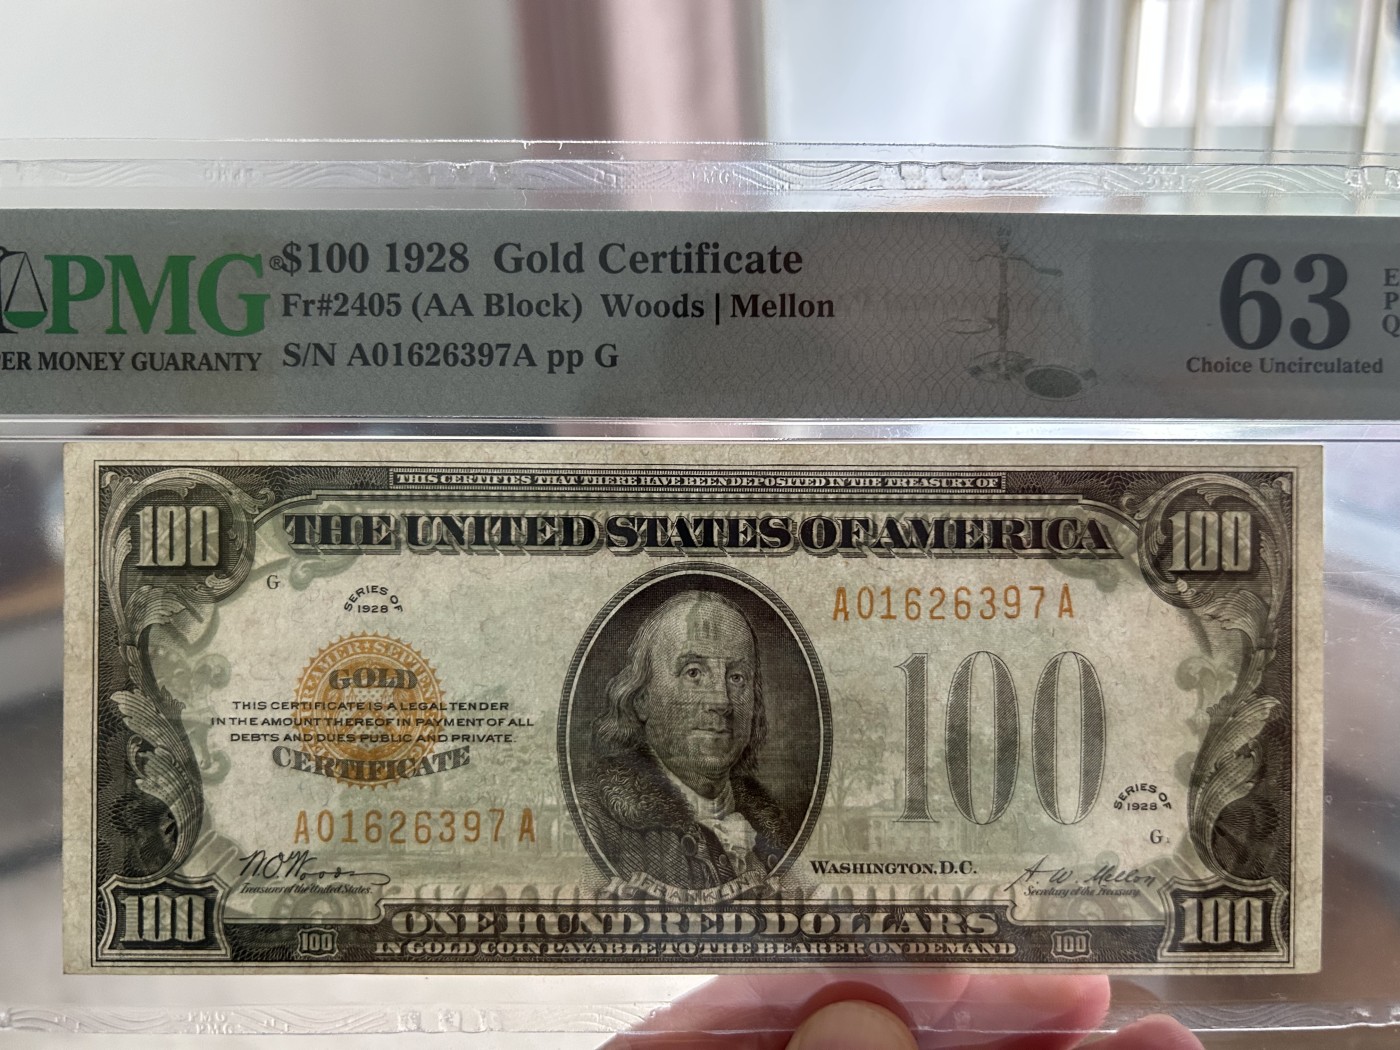 PMG®
ER MONEY GUARANTY
$100 1928 Gold Certificate
Fr#2405 (AA Block) Woods | Mellon
S/N A01626397A pp G
63
E
P
Q
Choice Uncirculated
THIS CERTIFIES THAT THERE HAVE BEEN DEPOSITED IN THE TREASURY OF
100
THE UNITED STATES OF AMERICA
100
G
SERIES OF
1928
A01626397A
GOLD
THIS CERTIFICATE IS A LEGAL TENDER
IN THE AMOUNT THEREOF IN PAYMENT OF ALL
DEBTS AND DUES PUBLIC AND PRIVATE.
CERTIFICATE
100
SERIES OF
1928
G
A01626397A
W.O. Woods
Treasurer of the United States.
FRANKLIN
WASHINGTON, D.C.
A. W. Mellon
Secretary of the Treasury
100
ONE HUNDRED DOLLARS
100
100
IN GOLD COIN PAYABLE TO THE BEARER ON DEMAND
100